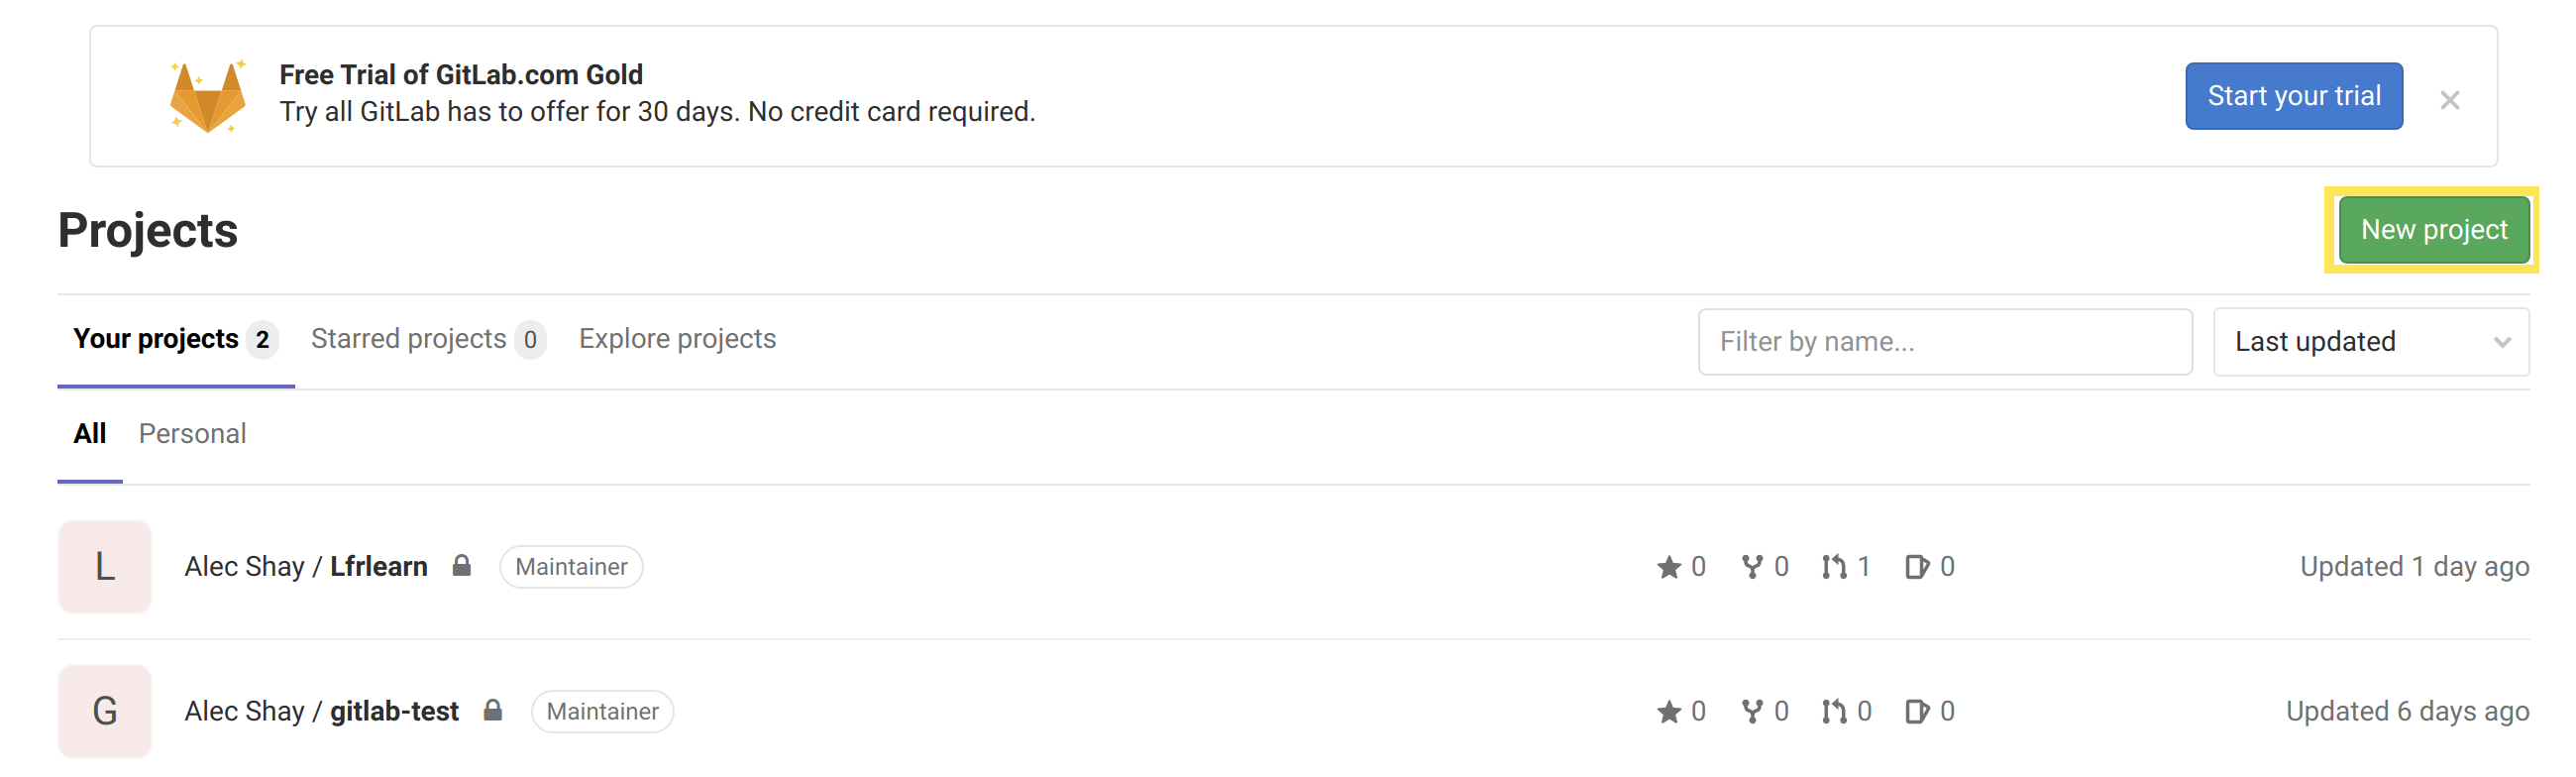 Free Trial of GitLab.com Gold
Try all GitLab has to offer for 30 days. No credit card required.
Start your trial
Projects
New project
Your projects 2 Starred projects 0 Explore projects Filter by name... Last updated
All Personal
L Alec Shay / Lfrlearn Maintainer 0 0 1 0 Updated 1 day ago
G Alec Shay / gitlab-test Maintainer 0 0 0 0 Updated 6 days ago